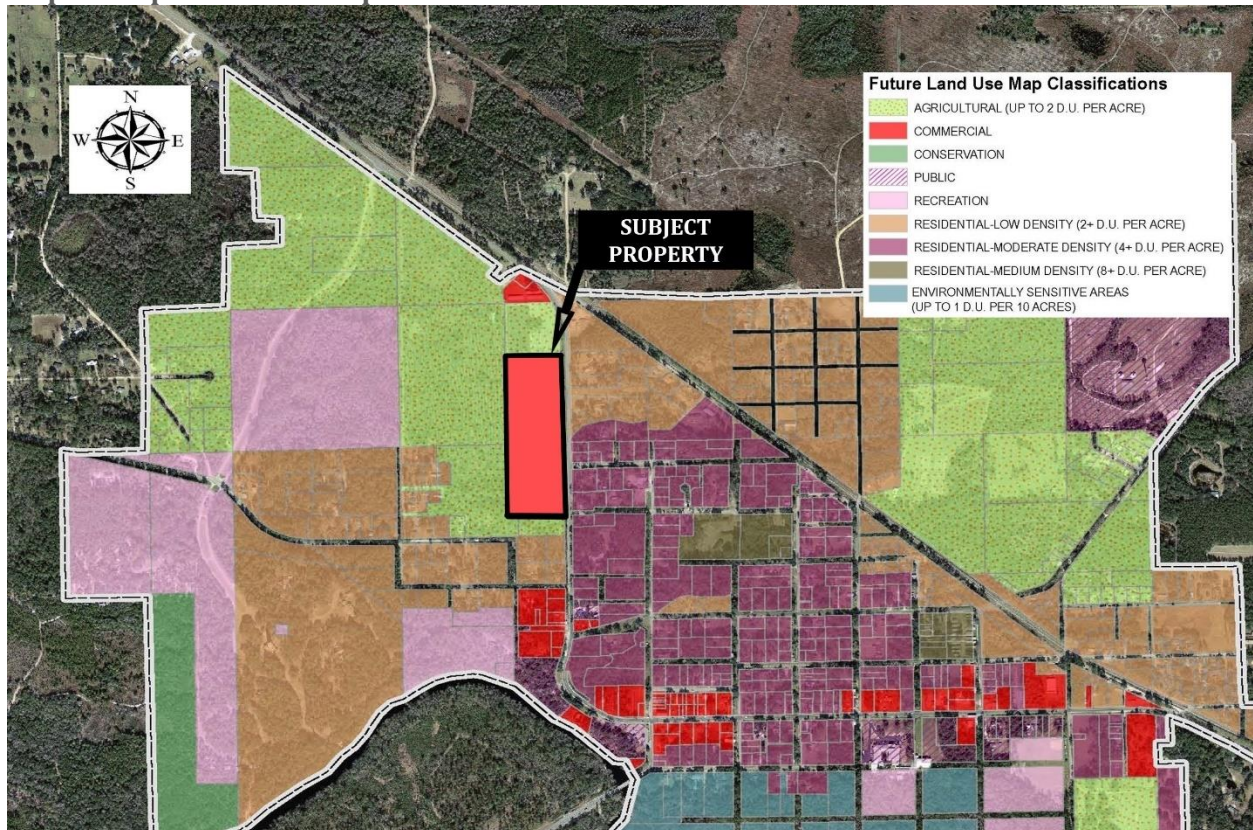 N
W
E
S
SUBJECT
PROPERTY
Future Land Use Map Classifications
AGRICULTURAL (UP TO 2 D.U. PER ACRE)
COMMERCIAL
CONSERVATION
PUBLIC
RECREATION
RESIDENTIAL-LOW DENSITY (2+ D.U. PER ACRE)
RESIDENTIAL-MODERATE DENSITY (4+ D.U. PER ACRE)
RESIDENTIAL-MEDIUM DENSITY (8+ D.U. PER ACRE)
ENVIRONMENTALLY SENSITIVE AREAS
(UP TO 1 D.U. PER 10 ACRES)